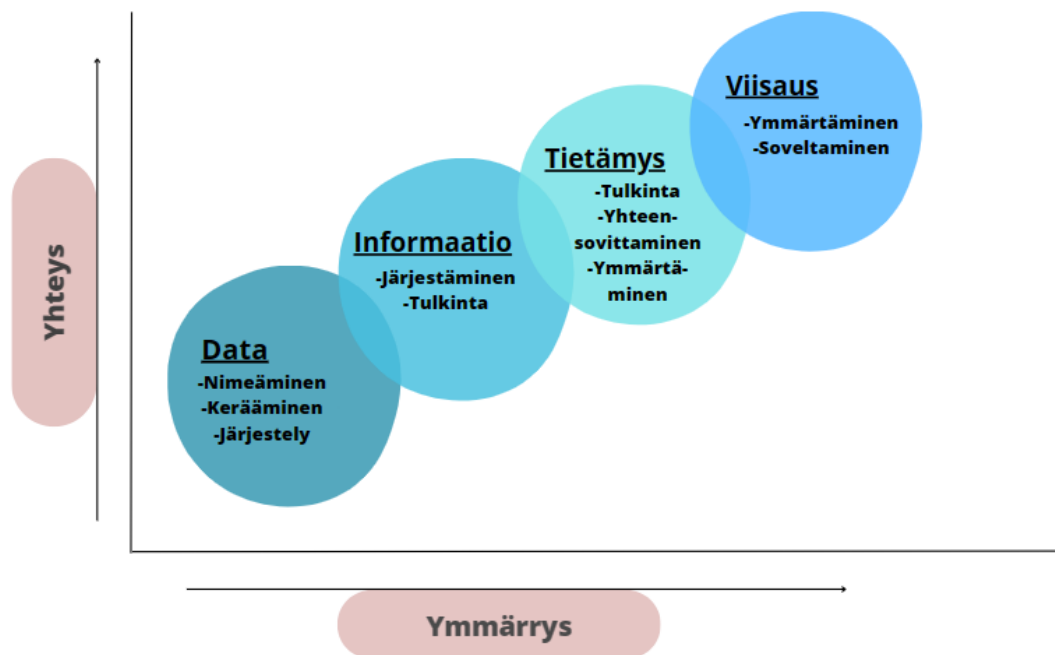 Viisaus
-Ymmärtäminen
-Soveltaminen
Tietämys
-Tulkinta
-Yhteen-
sovittaminen
-Ymmärtä-
minen
Informaatio
-Järjestäminen
-Tulkinta
Data
-Nimeäminen
-Kerääminen
-Järjestely
Yhteys
Ymmärrys